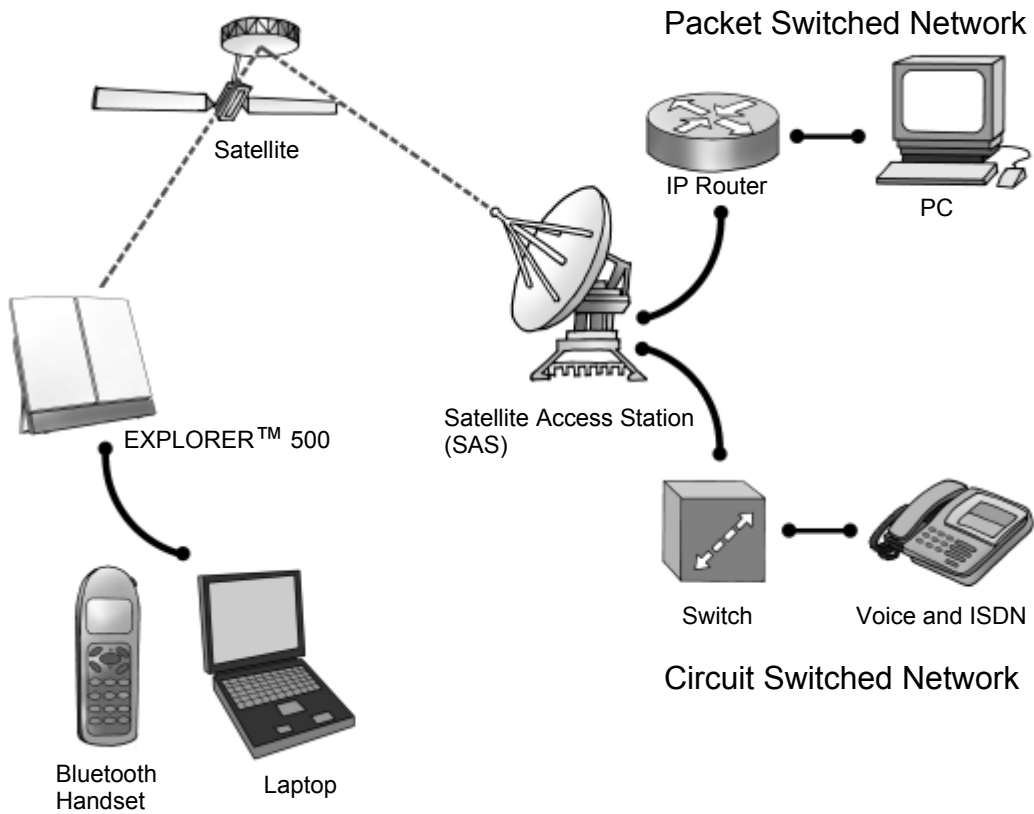 Packet Switched Network
Satellite
IP Router
PC
EXPLORER™ 500
Satellite Access Station
(SAS)
Switch
Voice and ISDN
Circuit Switched Network
Bluetooth
Handset
Laptop